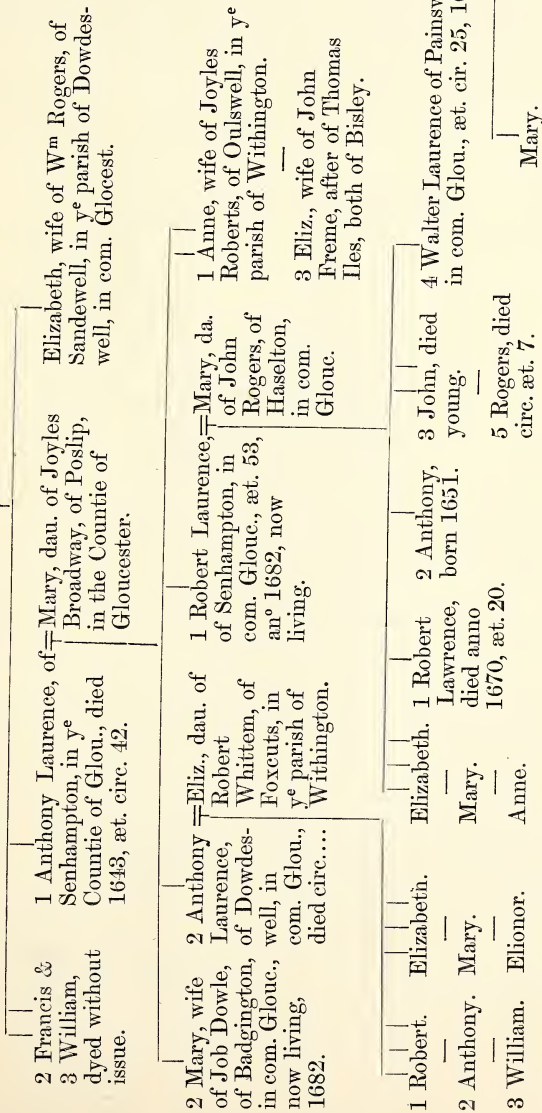 2 Francis &
3 William,
dyed without
issue.
1 Anthony Laurence, of
Senhampton, in yᵉ
Countie of Glou., died
1643, æt. circ. 42.
=Mary, dau. of Joyles
Broadway, of Poslip,
in the Countie of
Gloucester.
Elizabeth, wife of Wᵐ Rogers, of
Sandewell, in yᵉ parish of Dowdes-
well, in com. Glocest.
2 Mary, wife
of Job Dowle,
of Badgington,
in com. Glouc.,
now living,
1682.
2 Anthony
Laurence,
of Dowdes-
well, in
com. Glou.,
died circ....
=Eliz., dau. of
Robert
Whittem, of
Foxcuts, in
yᵉ parish of
Withington.
1 Robert Laurence,
of Senhampton, in
com. Glouc., æt. 53,
anº 1682, now
living.
=Mary, da.
of John
Rogers, of
Haselton,
in com.
Glouc.
1 Anne, wife of Joyles
Roberts, of Oulswell, in yᵉ
parish of Withington.
3 Eliz., wife of John
Freme, after of Thomas
Iles, both of Bisley.
1 Robert.
2 Anthony.
3 William.
Elizabeth.
Mary.
Elionor.
Elizabeth.
Mary.
Anne.
1 Robert
Lawrence,
died anno
1670, æt. 20.
2 Anthony,
born 1651.
3 John, died
young.
5 Rogers, died
circ. æt. 7.
4 Walter Laurence of
in com. Glou., æt. cir. 25,
Mary.